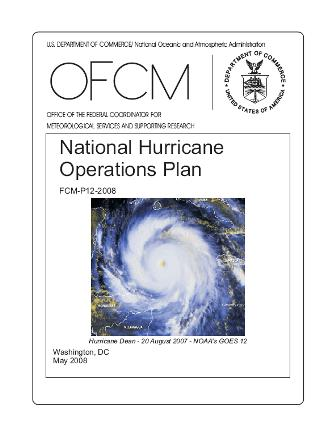 U.S. DEPARTMENT OF COMMERCE/ National Oceanic and Atmospheric Administration
OFCM
DEPARTMENT OF COMMERCE
UNITED STATES OF AMERICA
OFFICE OF THE FEDERAL COORDINATOR FOR
METEOROLOGICAL SERVICES AND SUPPORTING RESEARCH
National Hurricane
Operations Plan
FCM-P12-2008
Hurricane Dean - 20 August 2007 - NOAA's GOES 12
Washington, DC
May 2008